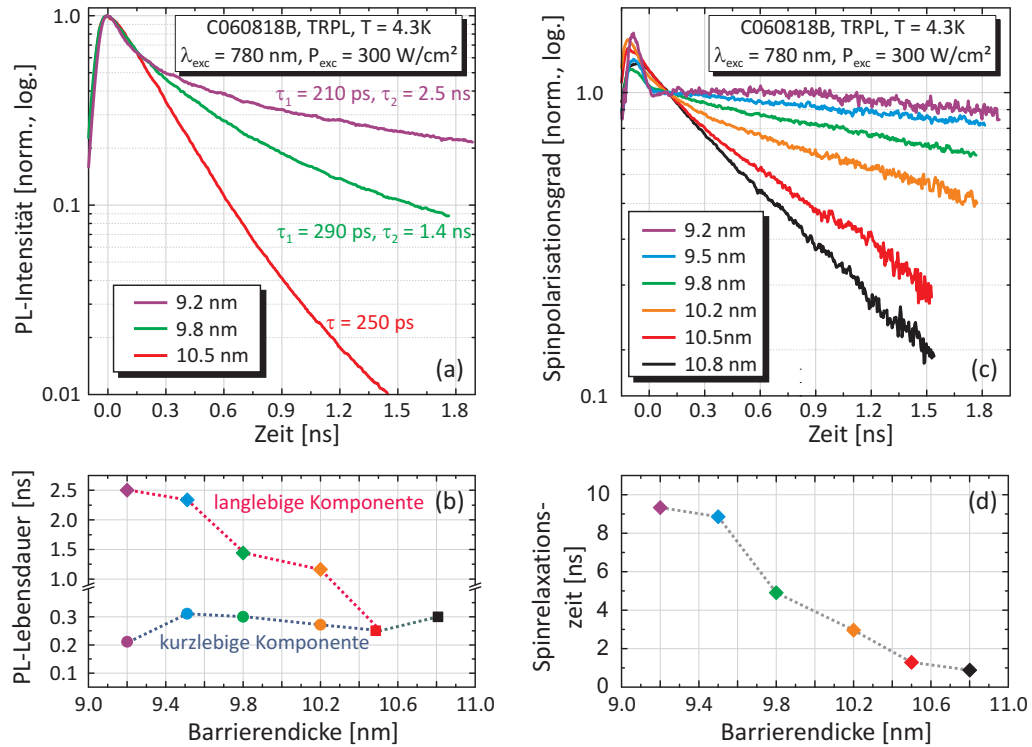 C060818B, TRPL, T = 4.3K
λexc = 780 nm, Pexc = 300 W/cm²
τ1 = 210 ps, τ2 = 2.5 ns
τ1 = 290 ps, τ2 = 1.4 ns
τ = 250 ps
9.2 nm
9.8 nm
10.5 nm
(a)
PL-Intensität [norm., log.]
1.0
0.1
0.01
0.0 0.3 0.6 0.9 1.2 1.5 1.8
Zeit [ns]
C060818B, TRPL, T = 4.3K
λexc = 780 nm, Pexc = 300 W/cm²
9.2 nm
9.5 nm
9.8 nm
10.2 nm
10.5nm
10.8 nm
(c)
Spinpolarisationsgrad [norm., log.]
1.0
0.1
0.0 0.3 0.6 0.9 1.2 1.5 1.8
Zeit [ns]
(b)
langlebige Komponente
kurzlebige Komponente
PL-Lebensdauer [ns]
2.5
2.0
1.5
1.0
0.3
0.2
0.1
9.0 9.4 9.8 10.2 10.6 11.0
Barrierendicke [nm]
(d)
Spinrelaxations-
zeit [ns]
10
8
6
4
2
0
9.0 9.4 9.8 10.2 10.6 11.0
Barrierendicke [nm]